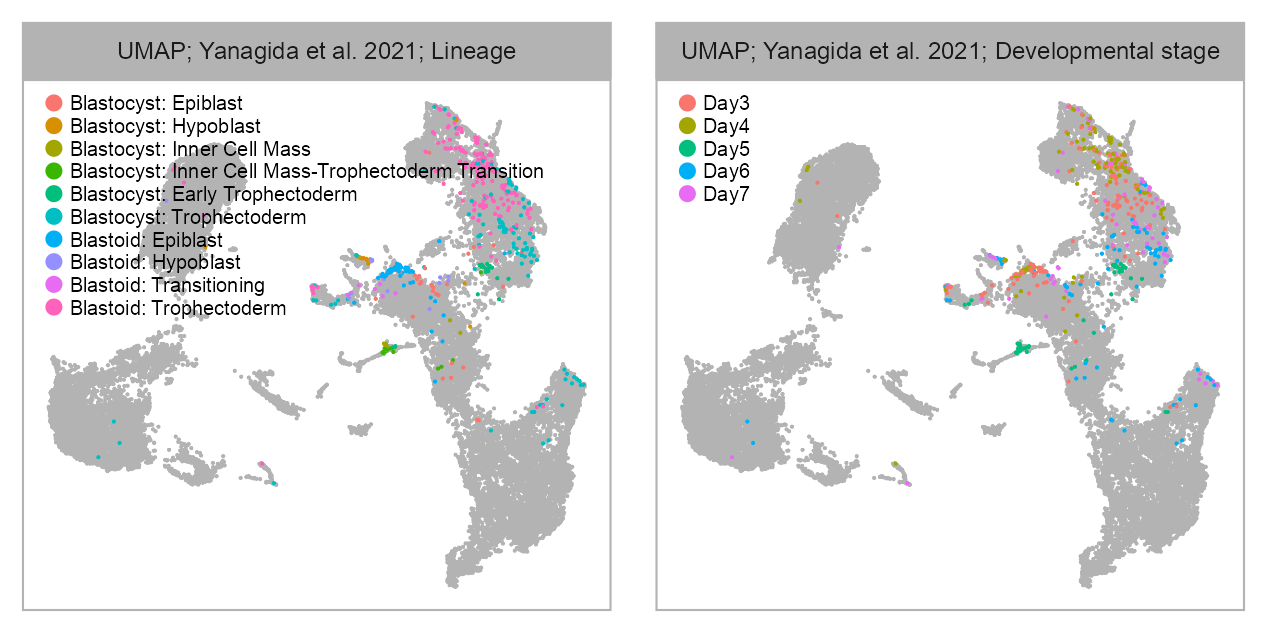 UMAP; Yanagida et al. 2021; Lineage
Blastocyst: Epiblast
Blastocyst: Hypoblast
Blastocyst: Inner Cell Mass
Blastocyst: Inner Cell Mass-Trophectoderm Transition
Blastocyst: Early Trophectoderm
Blastocyst: Trophectoderm
Blastoid: Epiblast
Blastoid: Hypoblast
Blastoid: Transitioning
Blastoid: Trophectoderm
UMAP; Yanagida et al. 2021; Developmental stage
Day3
Day4
Day5
Day6
Day7